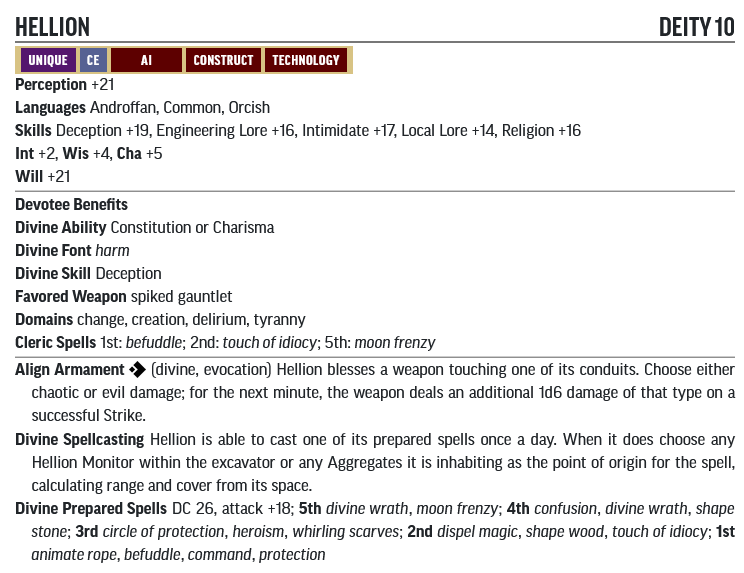 HELLION DEITY 10
UNIQUE CE AI CONSTRUCT TECHNOLOGY
Perception +21
Languages Androffan, Common, Orcish
Skills Deception +19, Engineering Lore +16, Intimidate +17, Local Lore +14, Religion +16
Int +2, Wis +4, Cha +5
Will +21
Devotee Benefits
Divine Ability Constitution or Charisma
Divine Font harm
Divine Skill Deception
Favored Weapon spiked gauntlet
Domains change, creation, delirium, tyranny
Cleric Spells 1st: befuddle; 2nd: touch of idiocy; 5th: moon frenzy
Align Armament (divine, evocation) Hellion blesses a weapon touching one of its conduits. Choose either
chaotic or evil damage; for the next minute, the weapon deals an additional 1d6 damage of that type on a
successful Strike.
Divine Spellcasting Hellion is able to cast one of its prepared spells once a day. When it does choose any
Hellion Monitor within the excavator or any Aggregates it is inhabiting as the point of origin for the spell,
calculating range and cover from its space.
Divine Prepared Spells DC 26, attack +18; 5th divine wrath, moon frenzy; 4th confusion, divine wrath, shape
stone; 3rd circle of protection, heroism, whirling scarves; 2nd dispel magic, shape wood, touch of idiocy; 1st
animate rope, befuddle, command, protection